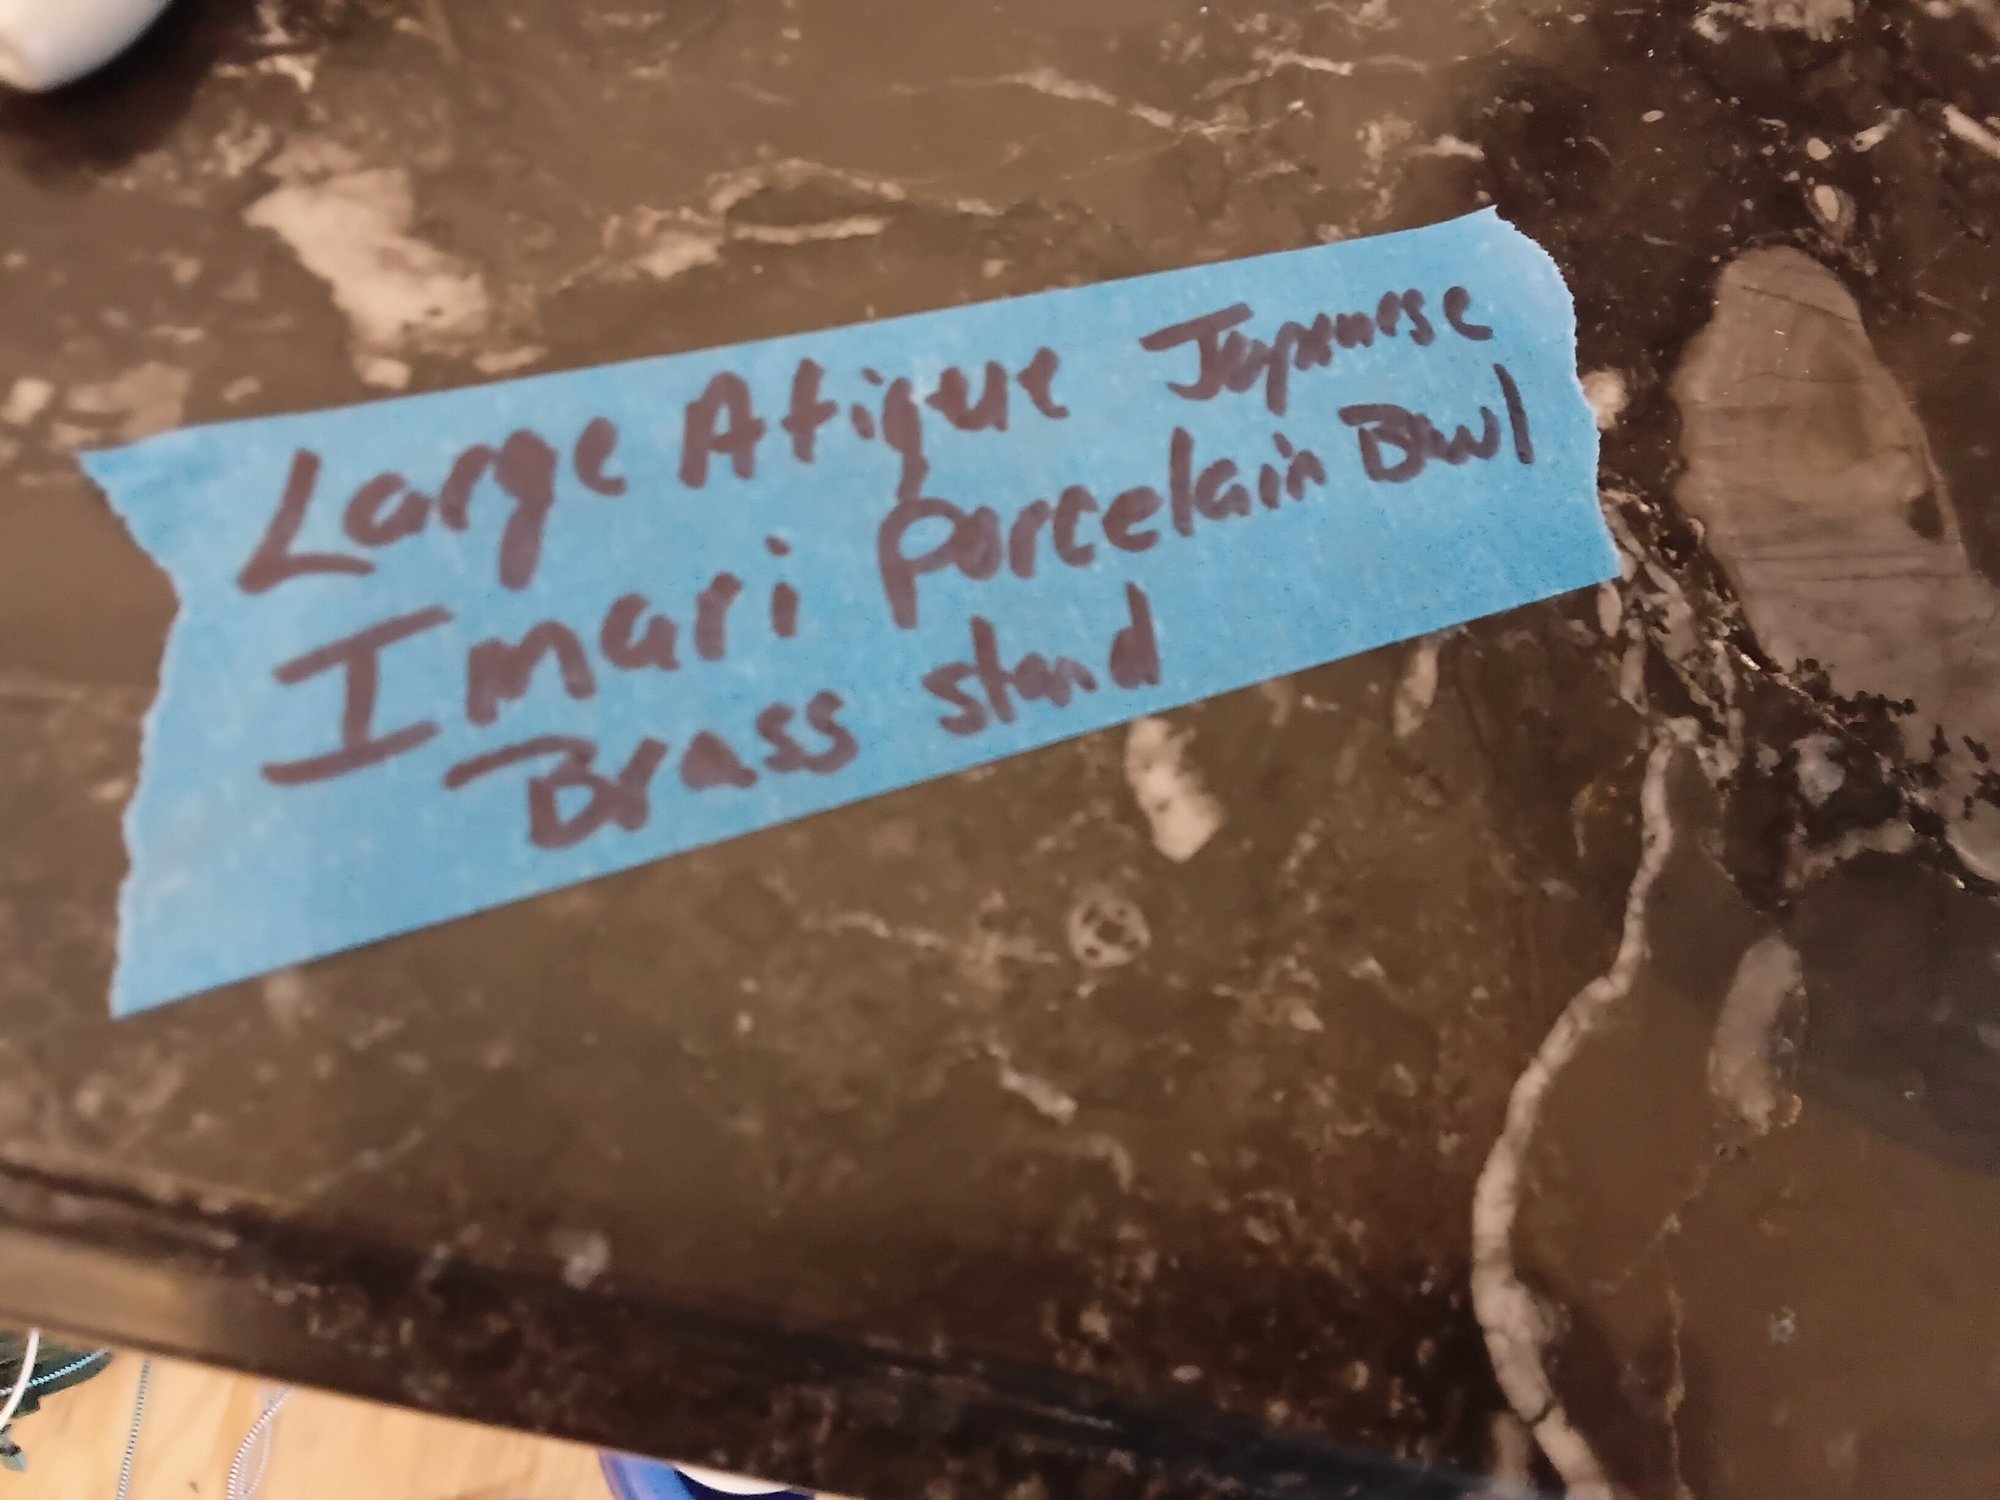 Large Atique Japanese
Imari Porcelain Bowl
Brass stand